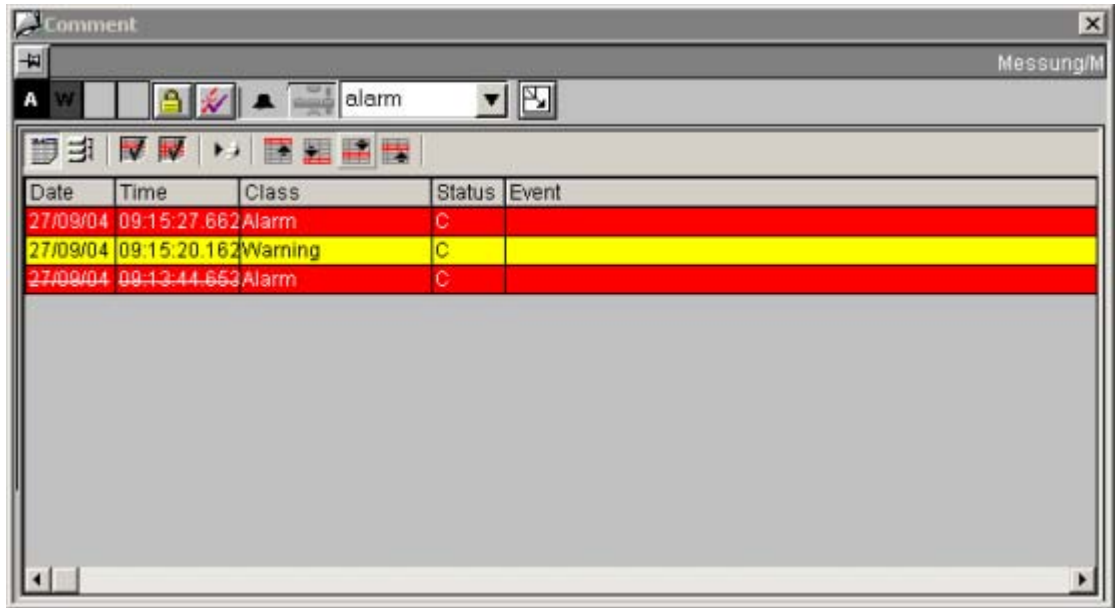 Comment
Messung/M
A W alarm
Date Time Class Status Event
27/09/04 09:15:27.662 Alarm C
27/09/04 09:15:20.162 Warning C
27/09/04 09:13:44.653 Alarm C